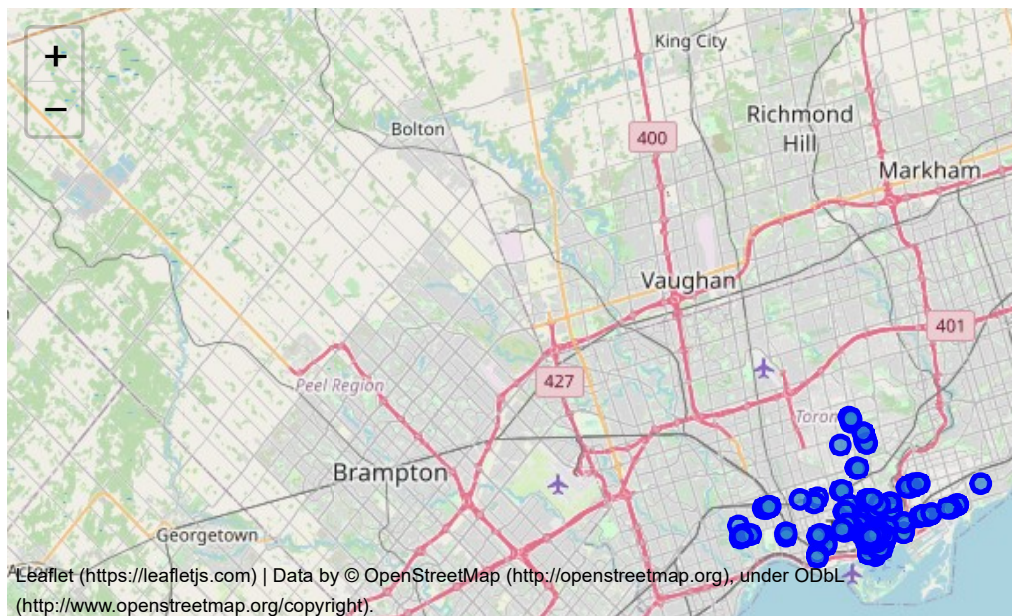 +
−
King City
Richmond
Hill
Bolton
400
Markham
Vaughan
401
427
Peel Region
Toron
Brampton
Georgetown
Leaflet (https://leafletjs.com) | Data by © OpenStreetMap (http://openstreetmap.org), under ODbL
(http://www.openstreetmap.org/copyright).